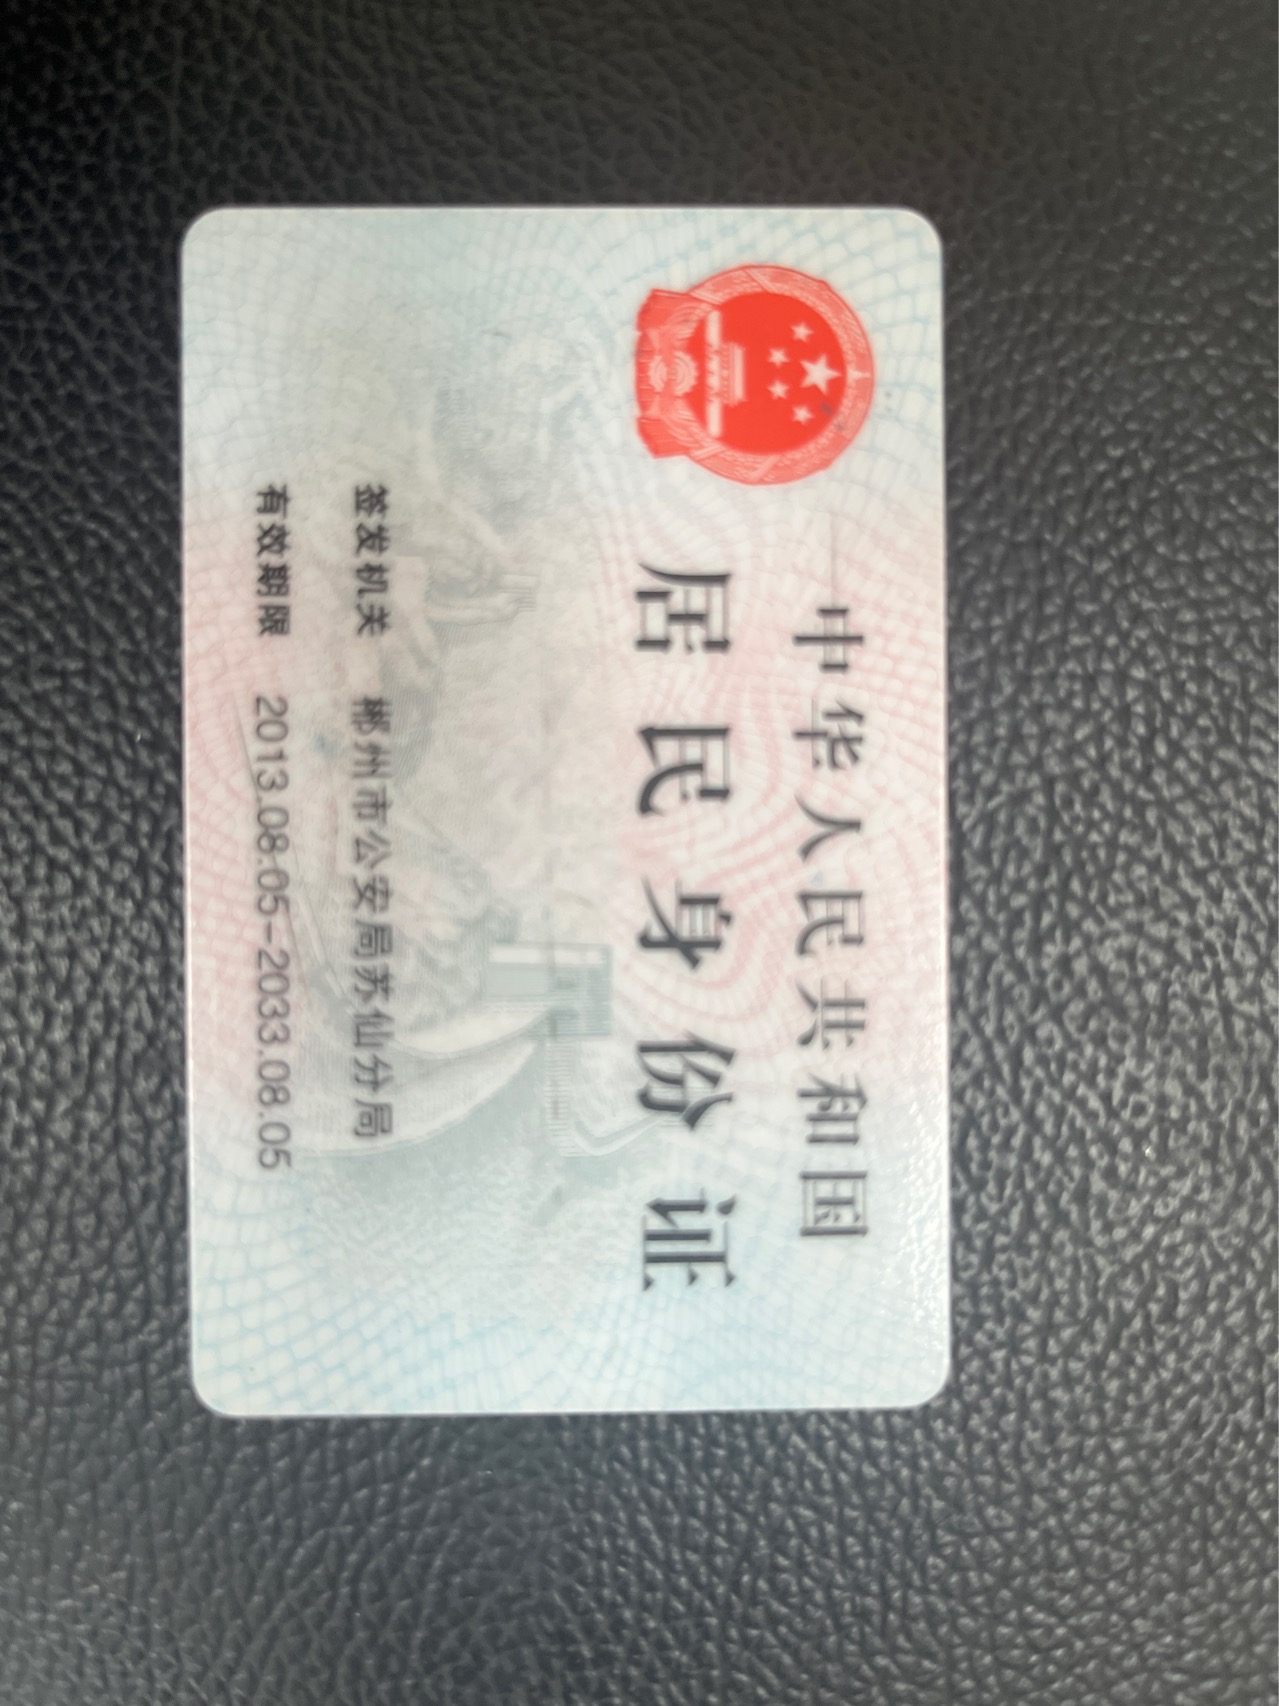 中华人民共和国
居民身份证
签发机关 郴州市公安局苏仙分局
有效期限 2013.08.05-2033.08.05